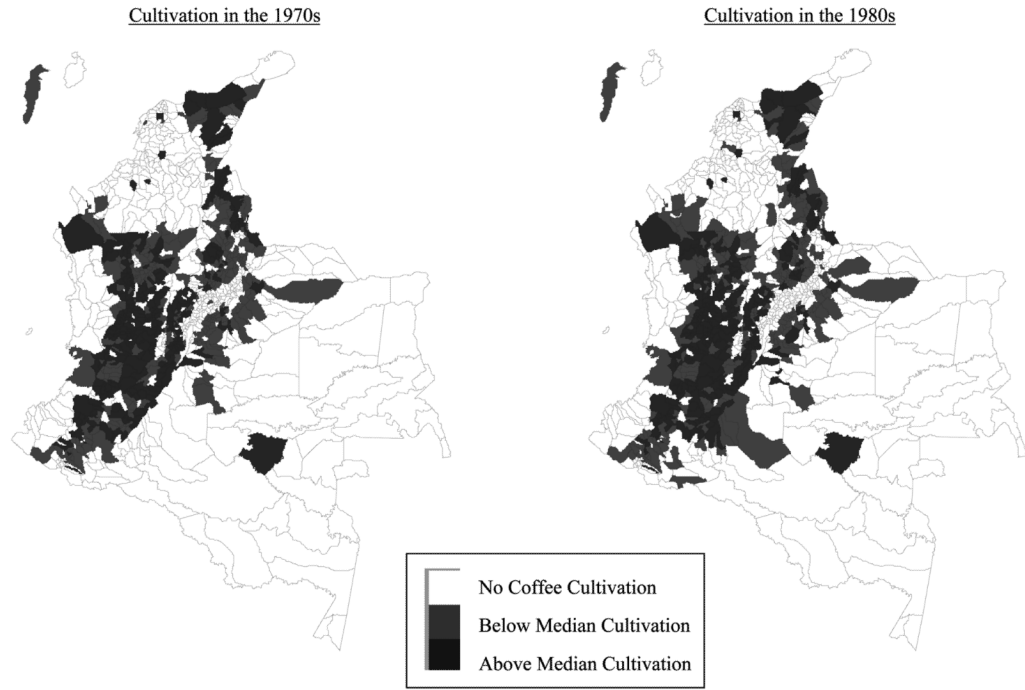 Cultivation in the 1970s
Cultivation in the 1980s
No Coffee Cultivation
Below Median Cultivation
Above Median Cultivation